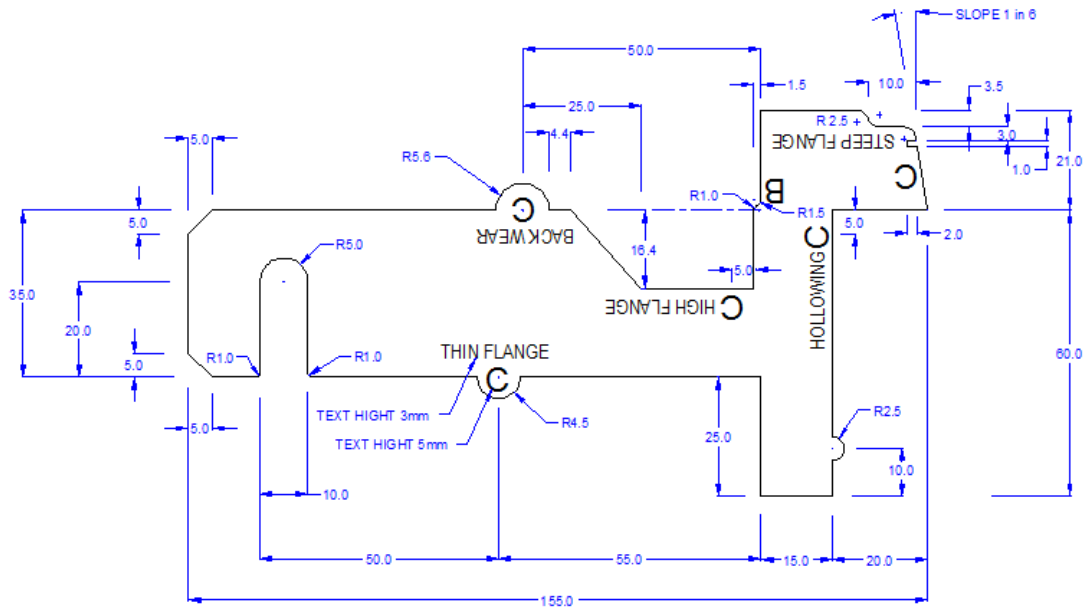 SLOPE 1 in 6
50.0
10.0
1.5
3.5
25.0
R2.5
3.0
5.0
4.4
STEEP FLANGE
1.0
21.0
R5.6
C
R1.0
B
C
BACK WEAR
R1.5
5.0
5.0
2.0
R5.0
16.4
5.0
HOLLOWING C
35.0
20.0
C HIGH FLANGE
5.0
R1.0
R1.0
THIN FLANGE
C
60.0
TEXT HIGHT 3mm
R4.5
R2.5
TEXT HIGHT 5mm
25.0
5.0
10.0
10.0
50.0
55.0
15.0
20.0
155.0